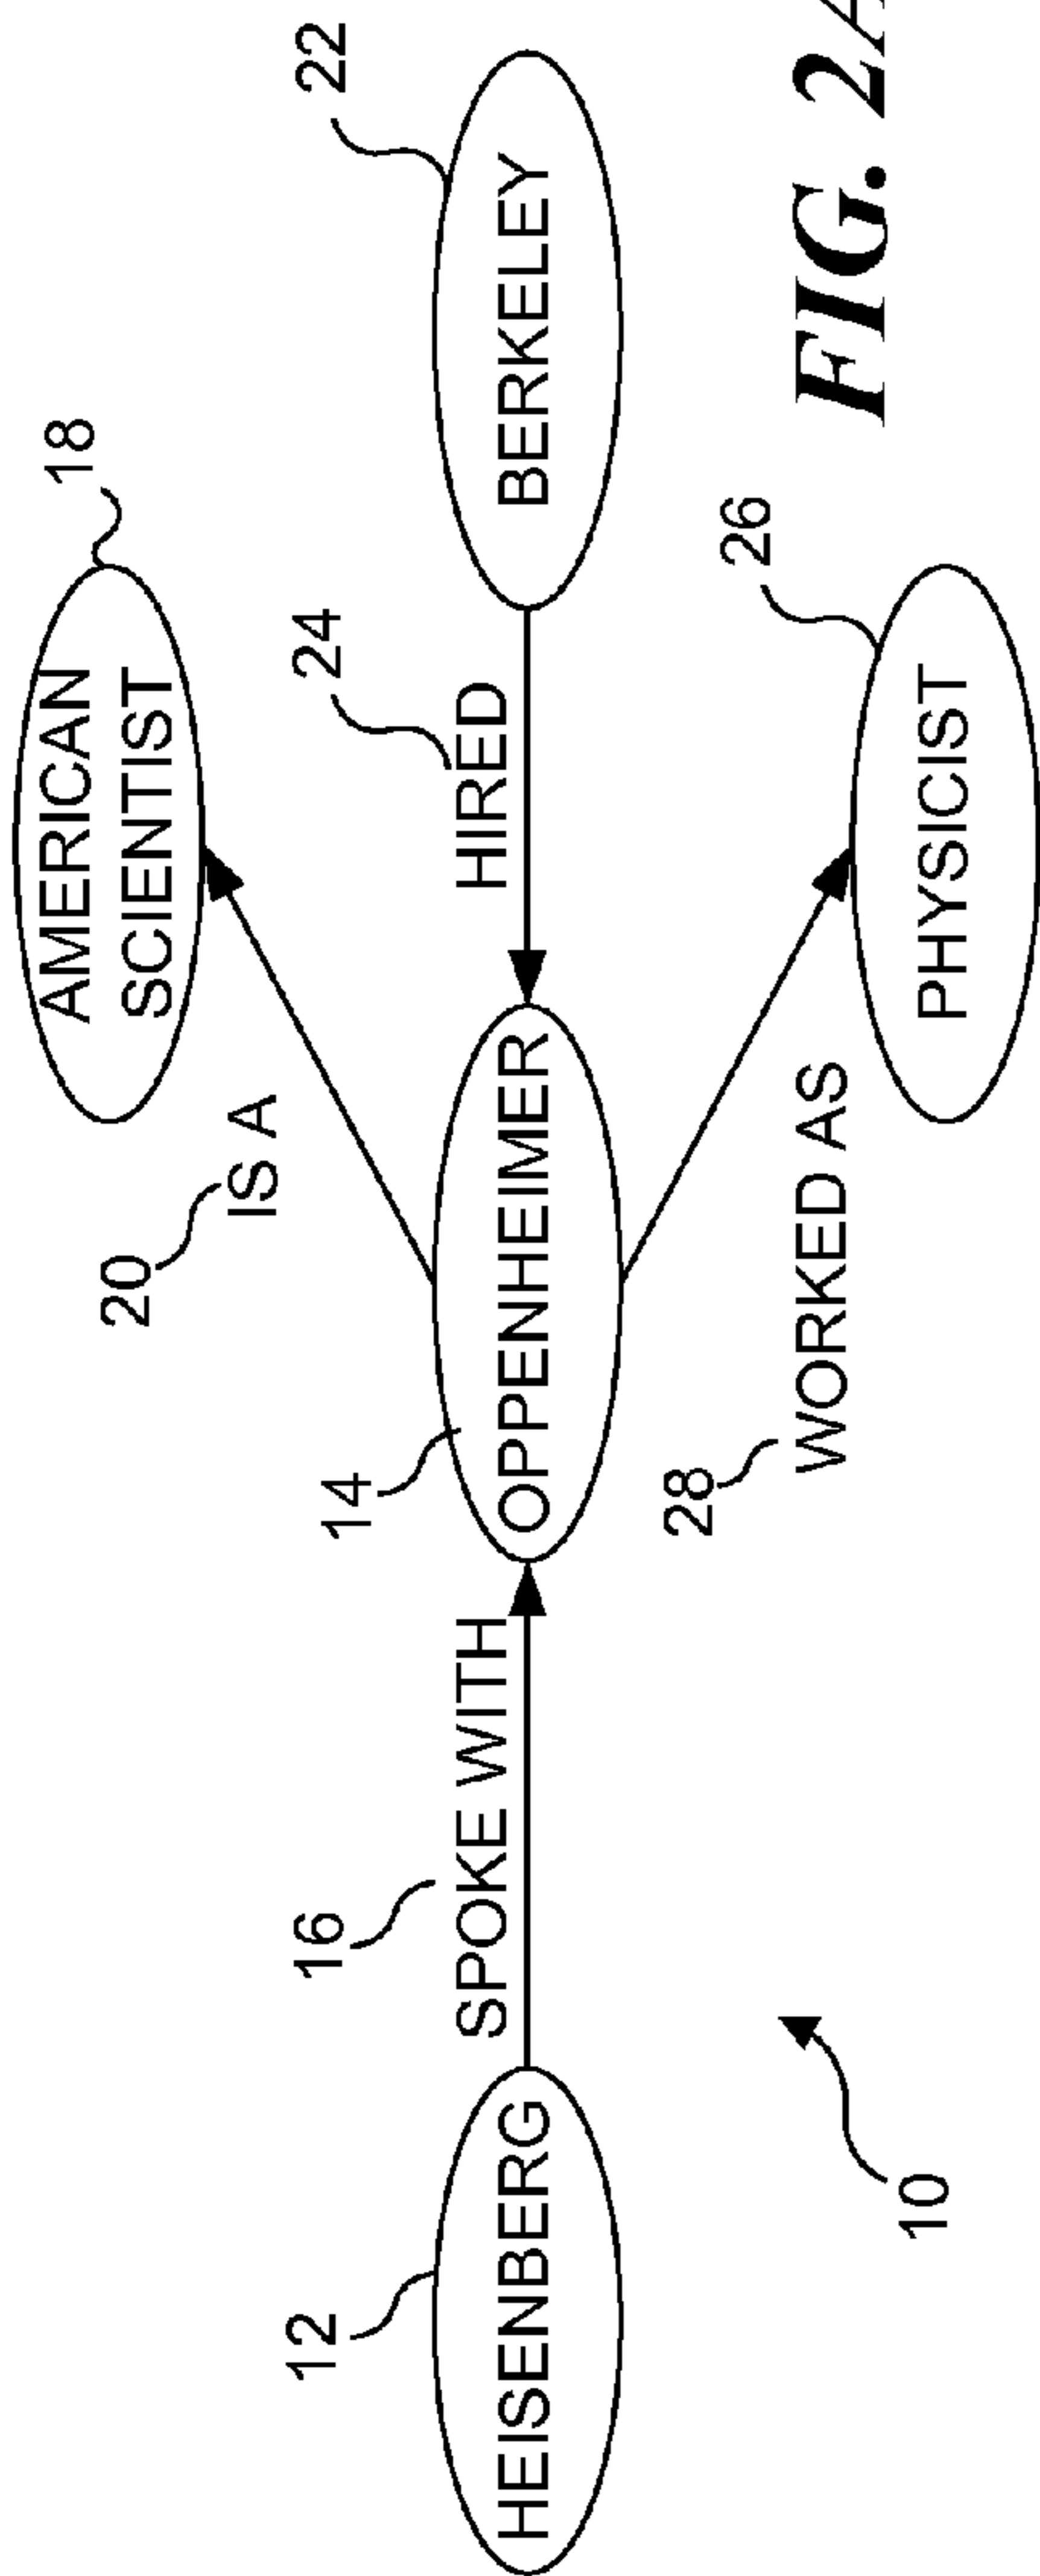 AMERICAN
SCIENTIST
18
20
IS A
12
16
14
24
22
SPOKE WITH
HIRED
HEISENBERG
OPPENHEIMER
BERKELEY
28
26
WORKED AS
PHYSICIST
10
FIG. 2A